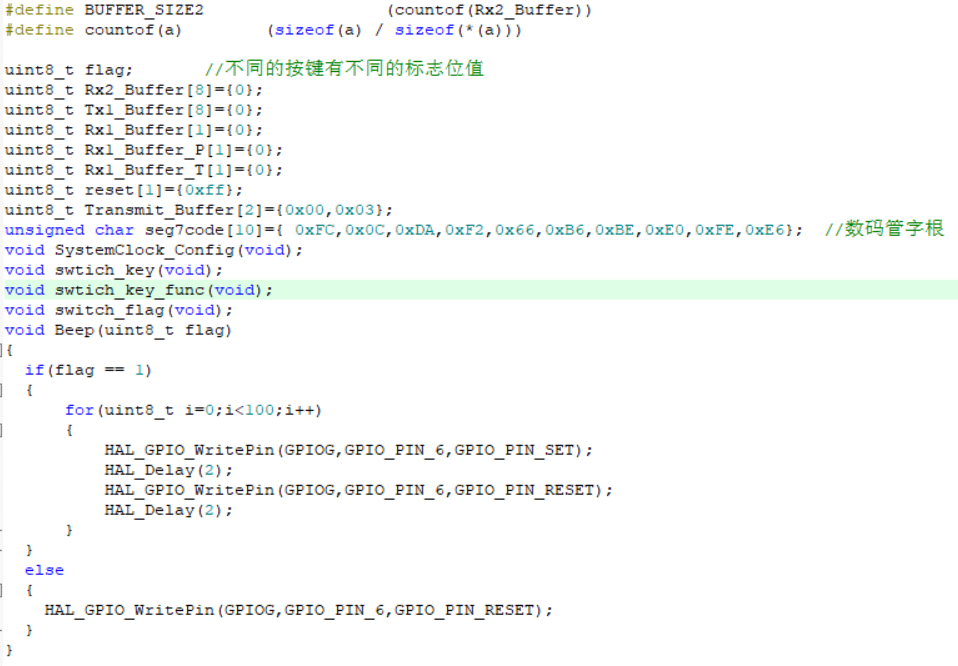 #define BUFFER_SIZE2                  (countof(Rx2_Buffer))
#define countof(a)        (sizeof(a) / sizeof(*(a)))

uint8_t flag;       //不同的按键有不同的标志位值
uint8_t Rx2_Buffer[8]={0};
uint8_t Tx1_Buffer[8]={0};
uint8_t Rx1_Buffer[1]={0};
uint8_t Rx1_Buffer_P[1]={0};
uint8_t Rx1_Buffer_T[1]={0};
uint8_t reset[1]={0xff};
uint8_t Transmit_Buffer[2]={0x00,0x03};
unsigned char seg7code[10]={ 0xFC,0x0C,0xDA,0xF2,0x66,0xB6,0xBE,0xE0,0xFE,0xE6};  //数码管字根
void SystemClock_Config(void);
void swtich_key(void);
void swtich_key_func(void);
void switch_flag(void);
void Beep(uint8_t flag)
{
  if(flag == 1)
  {
      for(uint8_t i=0;i<100;i++)
      {
          HAL_GPIO_WritePin(GPIOG,GPIO_PIN_6,GPIO_PIN_SET);
          HAL_Delay(2);
          HAL_GPIO_WritePin(GPIOG,GPIO_PIN_6,GPIO_PIN_RESET);
          HAL_Delay(2);
      }
  }
  else
  {
    HAL_GPIO_WritePin(GPIOG,GPIO_PIN_6,GPIO_PIN_RESET);
  }
}